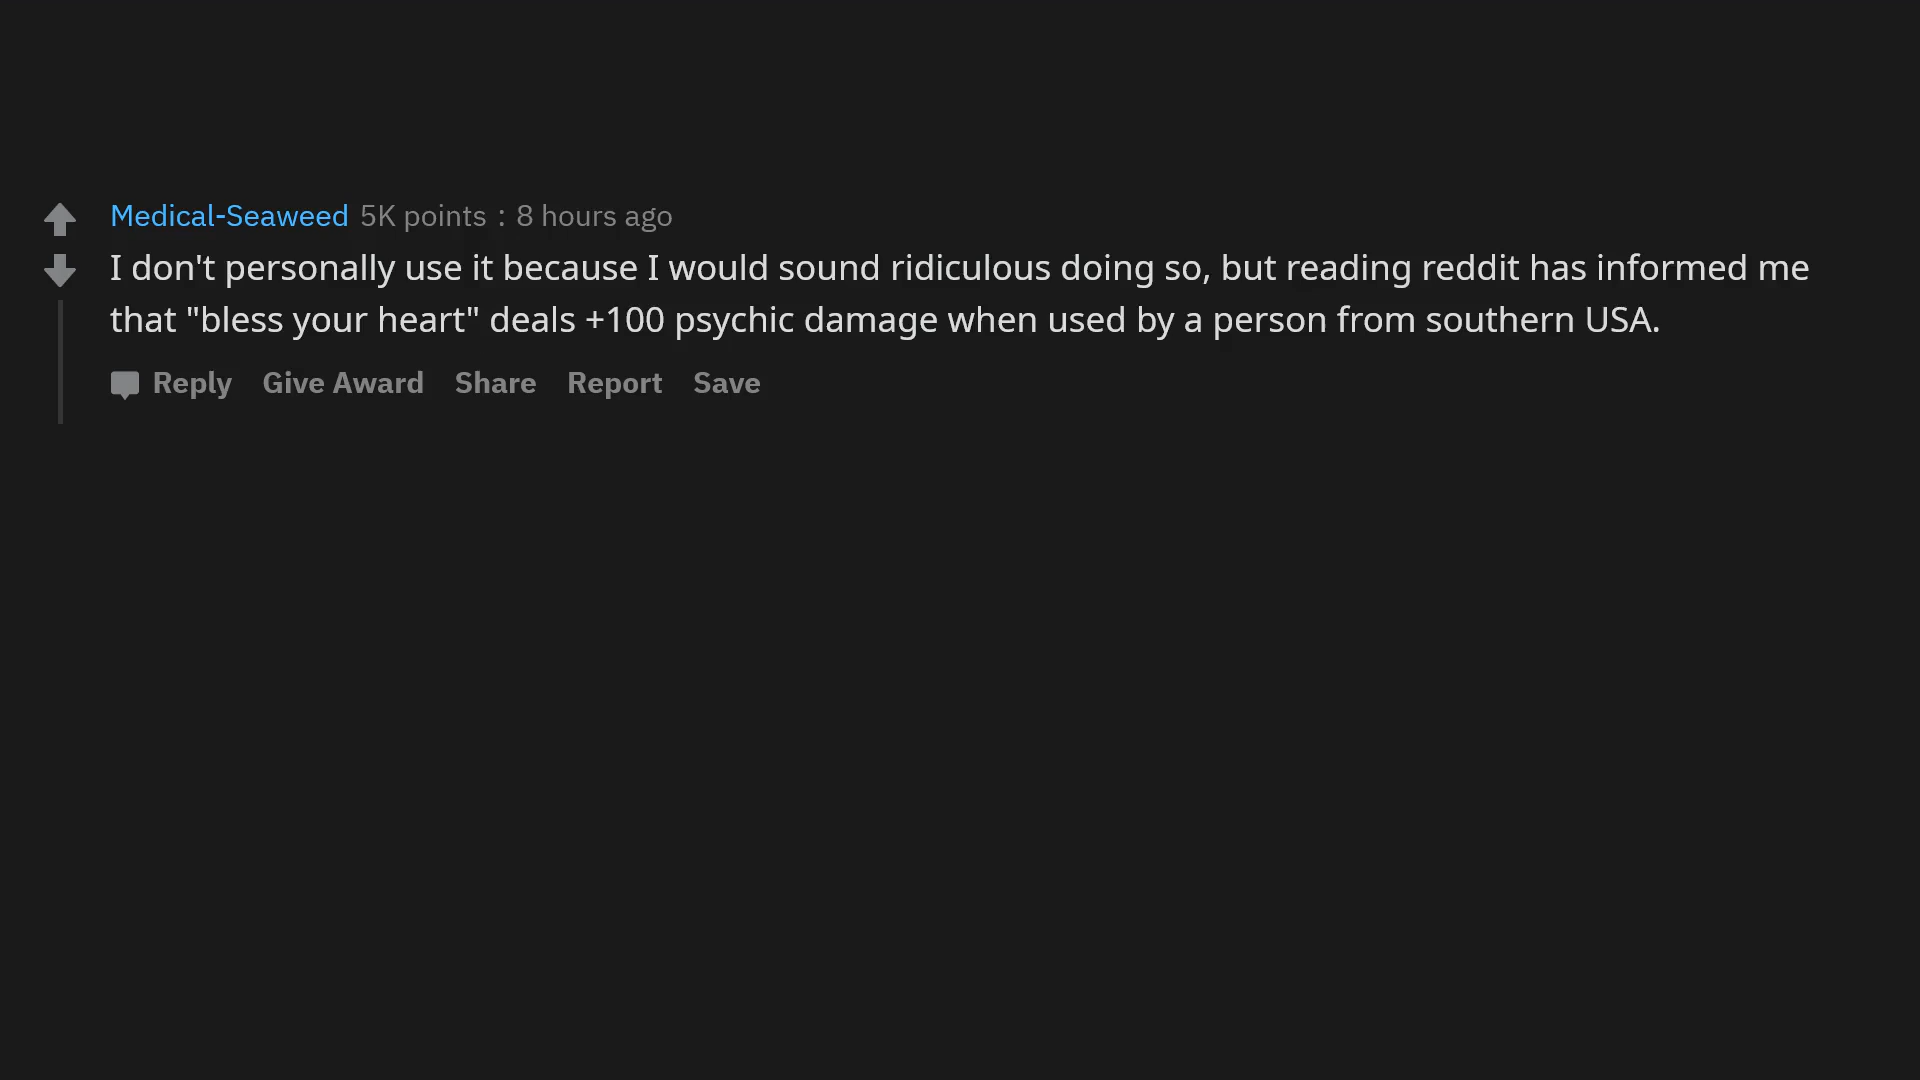 Medical-Seaweed 5K points : 8 hours ago
I don't personally use it because I would sound ridiculous doing so, but reading reddit has informed me
that "bless your heart" deals +100 psychic damage when used by a person from southern USA.
Reply Give Award Share Report Save